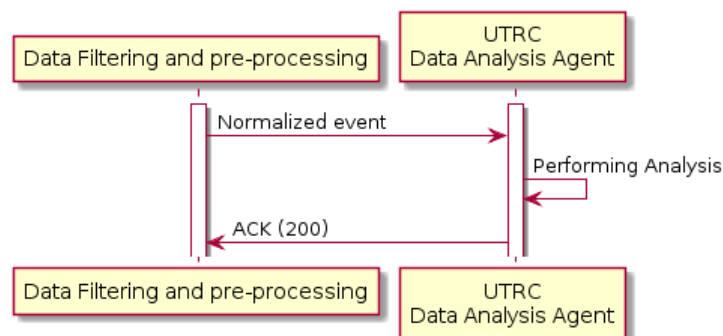 Data Filtering and pre-processing
UTRC
Data Analysis Agent
Normalized event
Performing Analysis
ACK (200)
Data Filtering and pre-processing
UTRC
Data Analysis Agent